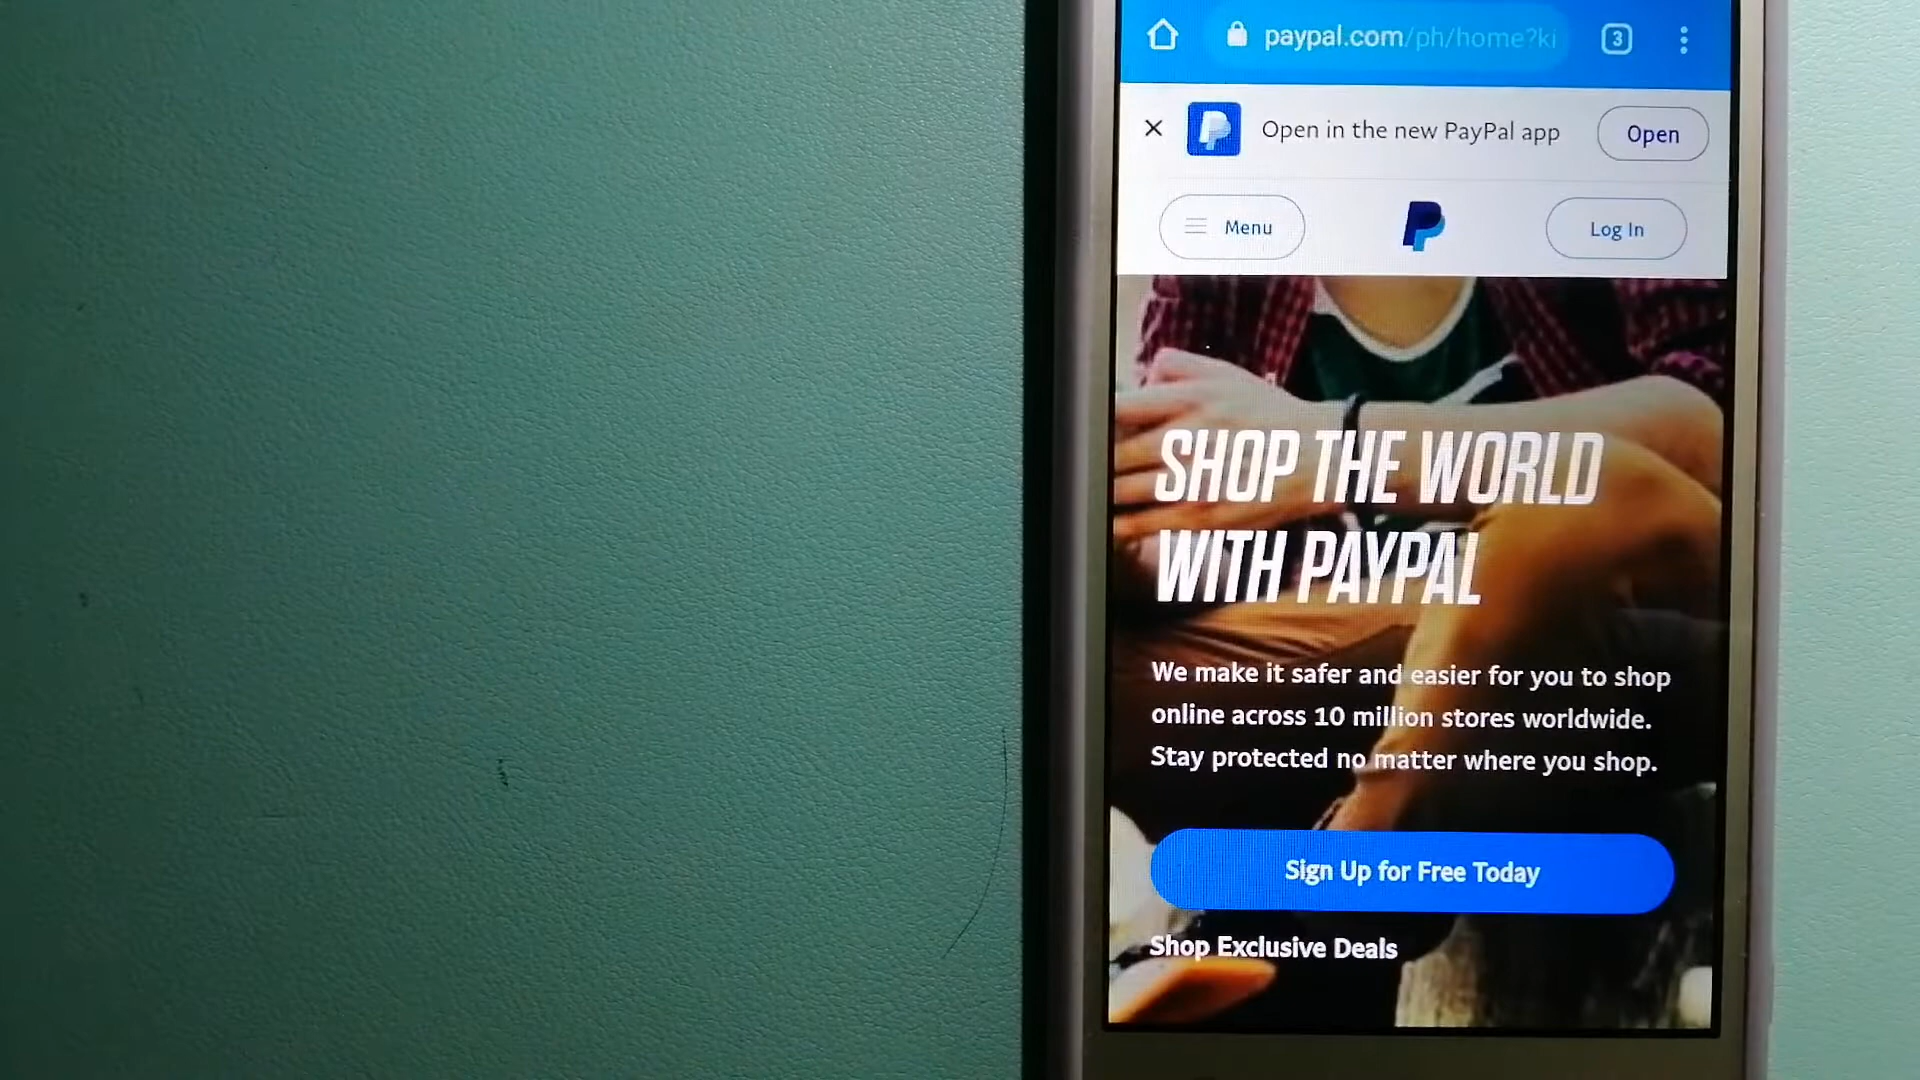 paypal.com/ph/home?ki
3
Open in the new PayPal app
Open
Menu
Log In
SHOP THE WORLD
WITH PAYPAL
We make it safer and easier for you to shop
online across 10 million stores worldwide.
Stay protected no matter where you shop.
Sign Up for Free Today
Shop Exclusive Deals